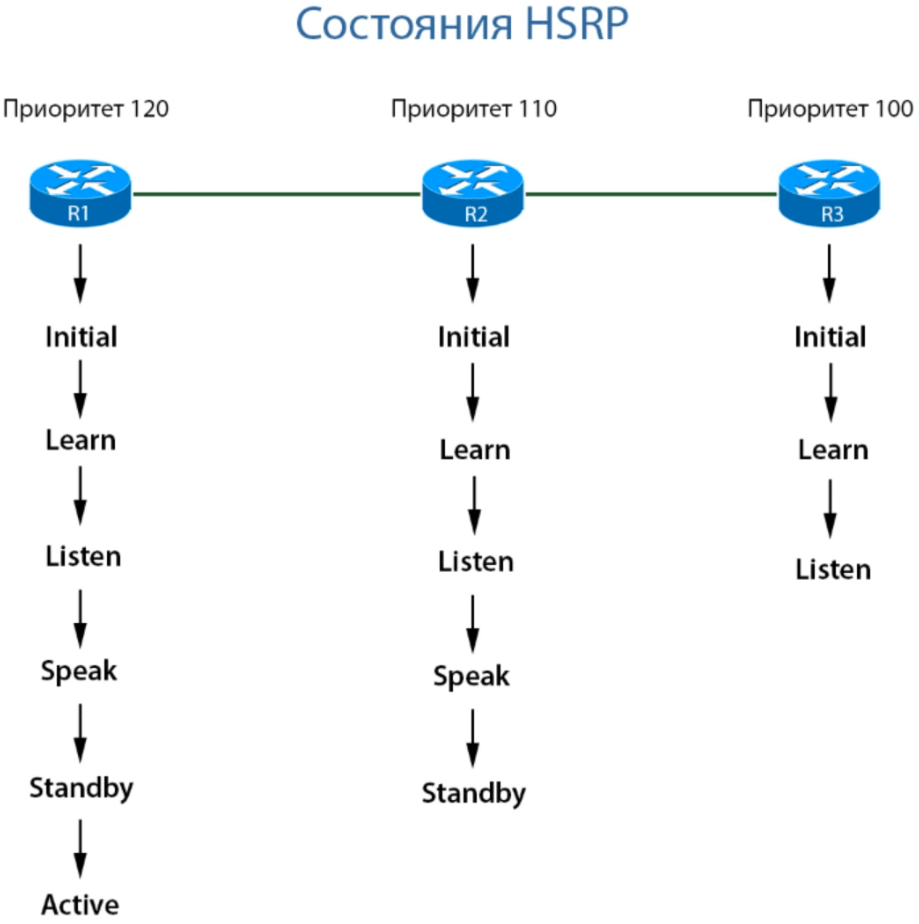 Состояния HSRP
Приоритет 120
Приоритет 110
Приоритет 100
R1
R2
R3
Initial
Initial
Initial
Learn
Learn
Learn
Listen
Listen
Listen
Speak
Speak
Standby
Standby
Active